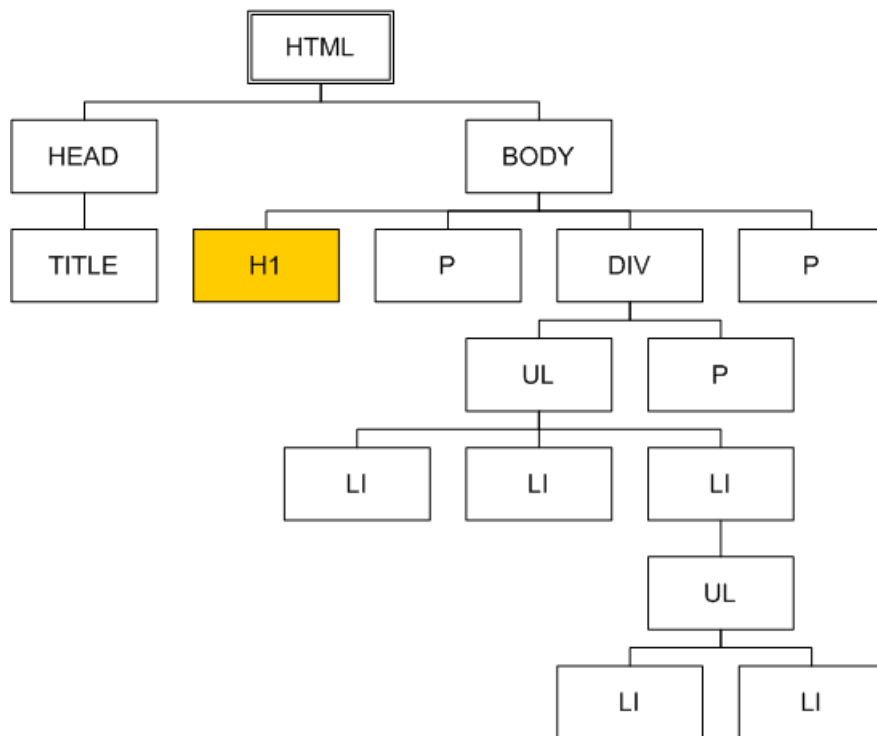 HTML
HEAD BODY
TITLE H1 P DIV P
UL P
LI LI LI
UL
LI LI